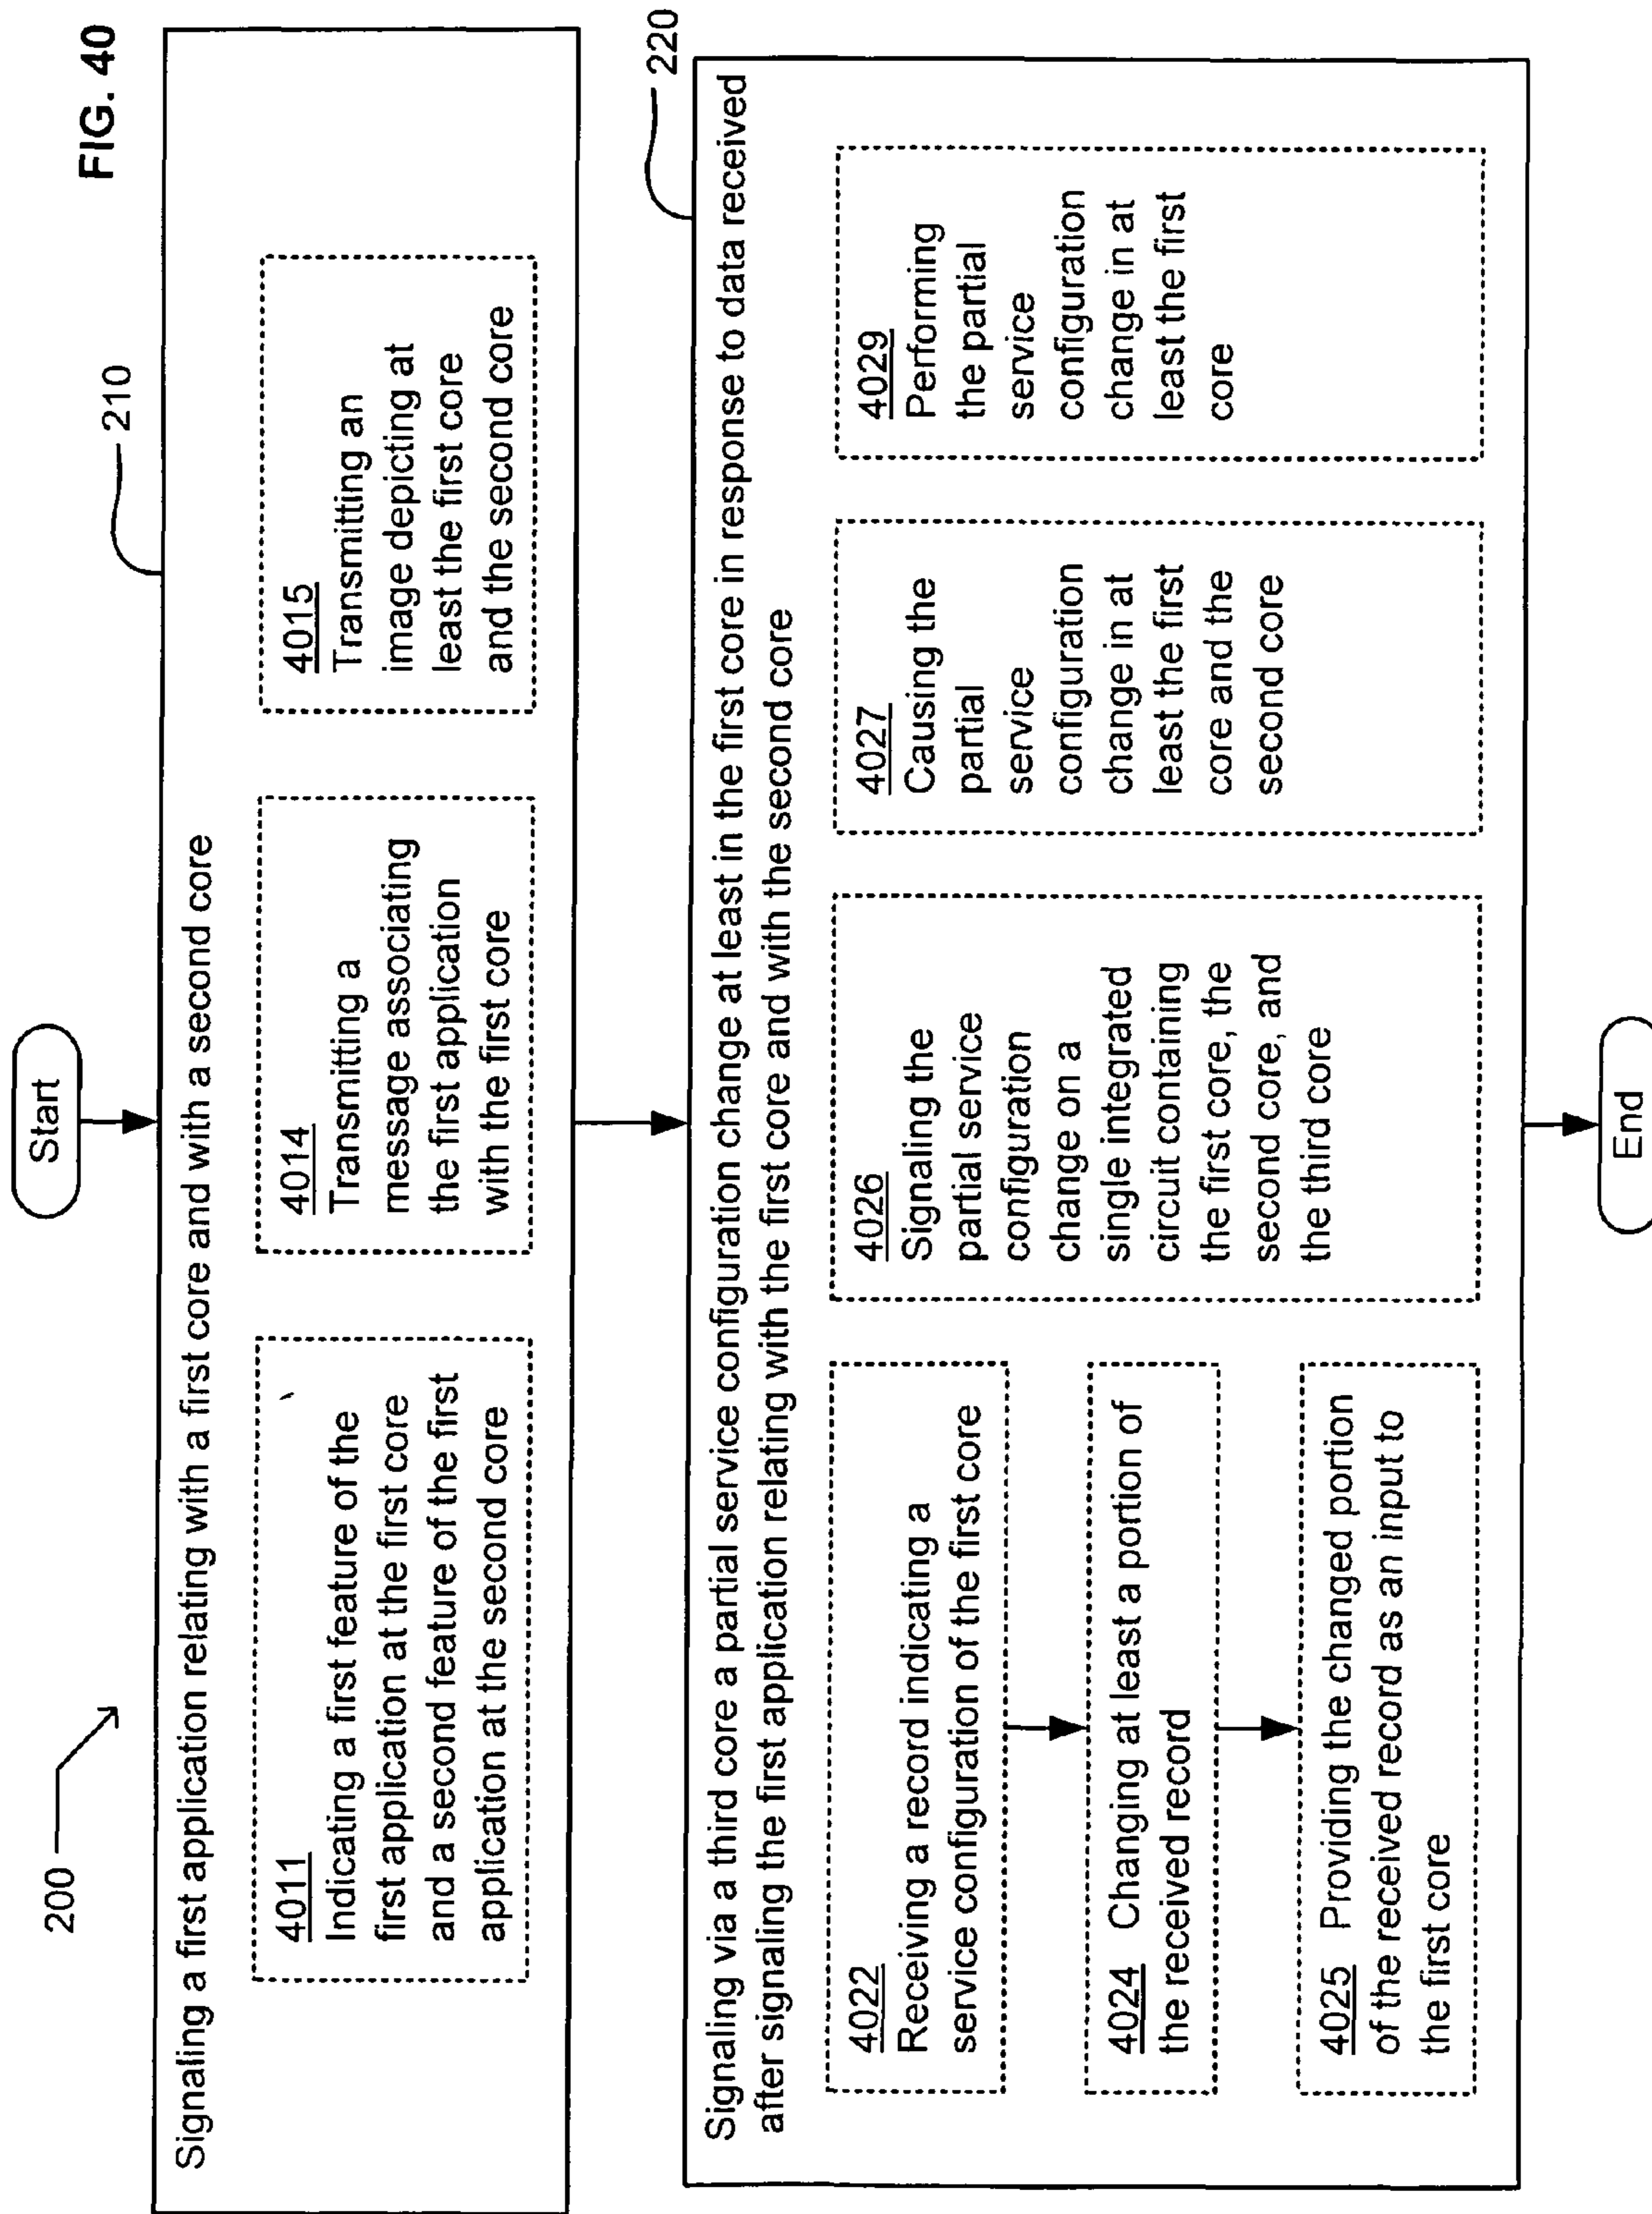 FIG. 40
200
Start
210
Signaling a first application relating with a first core and with a second core
4011
Indicating a first feature of the
first application at the first core
and a second feature of the first
application at the second core
4014
Transmitting a
message associating
the first application
with the first core
4015
Transmitting an
image depicting at
least the first core
and the second core
220
Signaling via a third core a partial service configuration change at least in the first core in response to data received
after signaling the first application relating with the first core and with the second core
4022
Receiving a record indicating a
service configuration of the first core
4024 Changing at least a portion of
the received record
4025 Providing the changed portion
of the received record as an input to
the first core
4026
Signaling the
partial service
configuration
change on a
single integrated
circuit containing
the first core, the
second core, and
the third core
4027
Causing the
partial
service
configuration
change in at
least the first
core and the
second core
4029
Performing
the partial
service
configuration
change in at
least the first
core
End